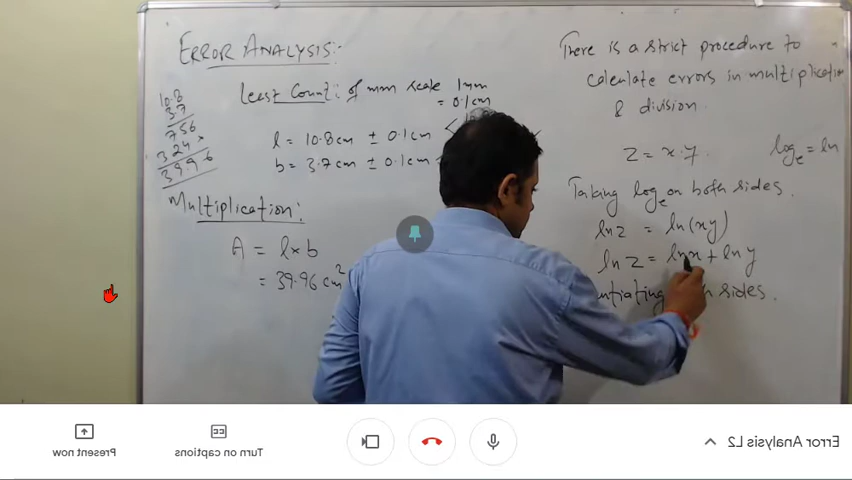 ERROR ANALYSIS:-
Least Count: of mm scale 1mm
= 0.1cm
10.8
3.7
756
324x
39.96
l = 10.8cm ± 0.1cm
b = 3.7cm ± 0.1cm
Multiplication:
A = l×b
= 39.96 cm²
There is a strict procedure to
calculate errors in multiplication
& division.
z = x.y.
logₑ = ln
Taking logₑ on both sides.
ln z = ln(xy)
ln z = ln x + ln y
sides.
Present now
Turn on captions
Error Analysis L2